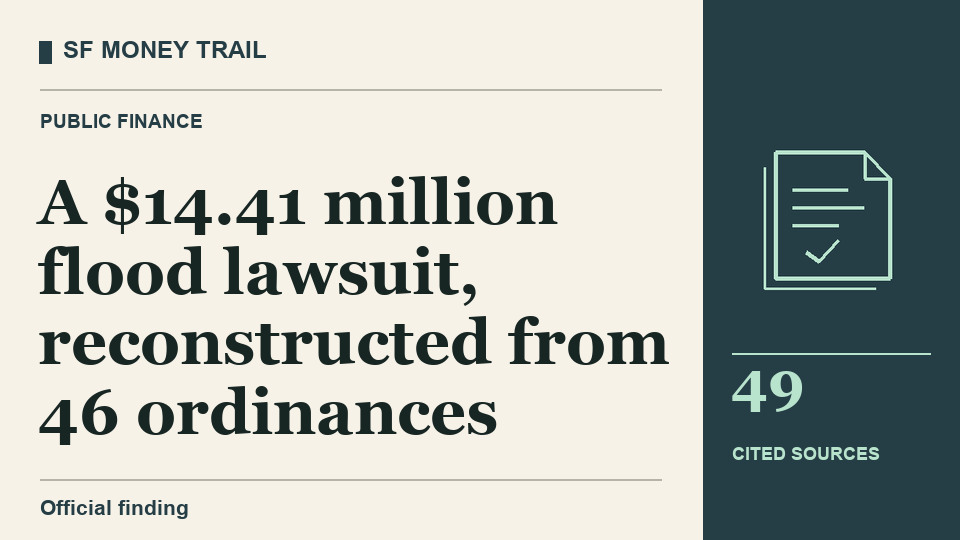 SF MONEY TRAIL
PUBLIC FINANCE
A $14.41 million
flood lawsuit,
reconstructed from
46 ordinances
Official finding
49
CITED SOURCES